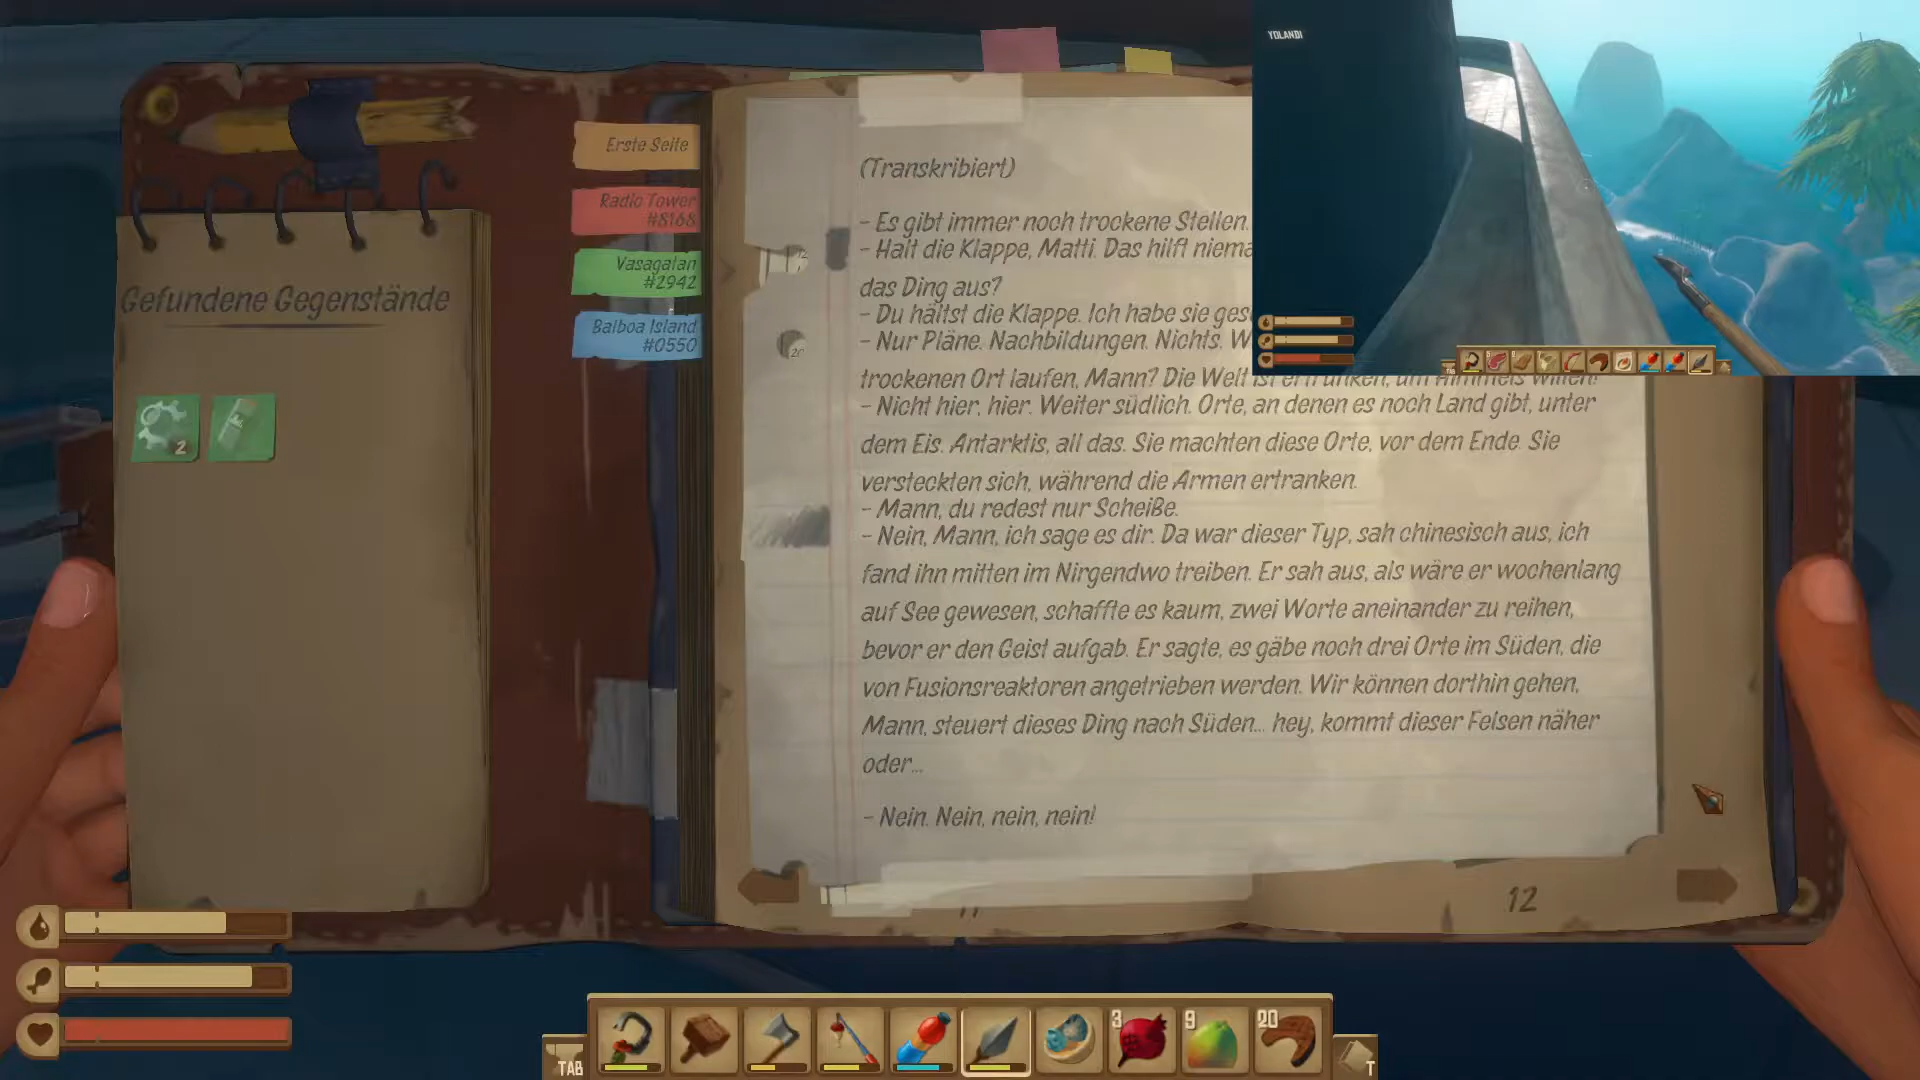 YOLANDI
Erste Seite
Radio Tower
#8168
Vasagatan
#2942
Balboa Island
#0550
Gefundene Gegenstände
2
(Transkribiert)
- Es gibt immer noch trockene Stellen.
- Halt die Klappe, Matti. Das hilft
das Ding aus?
- Du hältst die Klappe. Ich habe sie
- Nur Pläne. Nachbildungen. Nichts.
trockenen Ort laufen, Mann? Die Welt ist ertrunken, um Himmels willen!
- Nicht hier, hier. Weiter südlich. Orte, an denen es noch Land gibt, unter
dem Eis. Antarktis, all das. Sie machten diese Orte, vor dem Ende. Sie
versteckten sich, während die Armen ertranken.
- Mann, du redest nur Scheiße.
- Nein, Mann, ich sage es dir. Da war dieser Typ, sah chinesisch aus, ich
fand ihn mitten im Nirgendwo treiben. Er sah aus, als wäre er wochenlang
auf See gewesen, schaffte es kaum, zwei Worte aneinander zu reihen,
bevor er den Geist aufgab. Er sagte, es gäbe noch drei Orte im Süden, die
von Fusionsreaktoren angetrieben werden. Wir können dorthin gehen,
Mann, steuert dieses Ding nach Süden... hey, kommt dieser Felsen näher
oder...
- Nein. Nein, nein, nein!
12
TAB
3
9
20
T